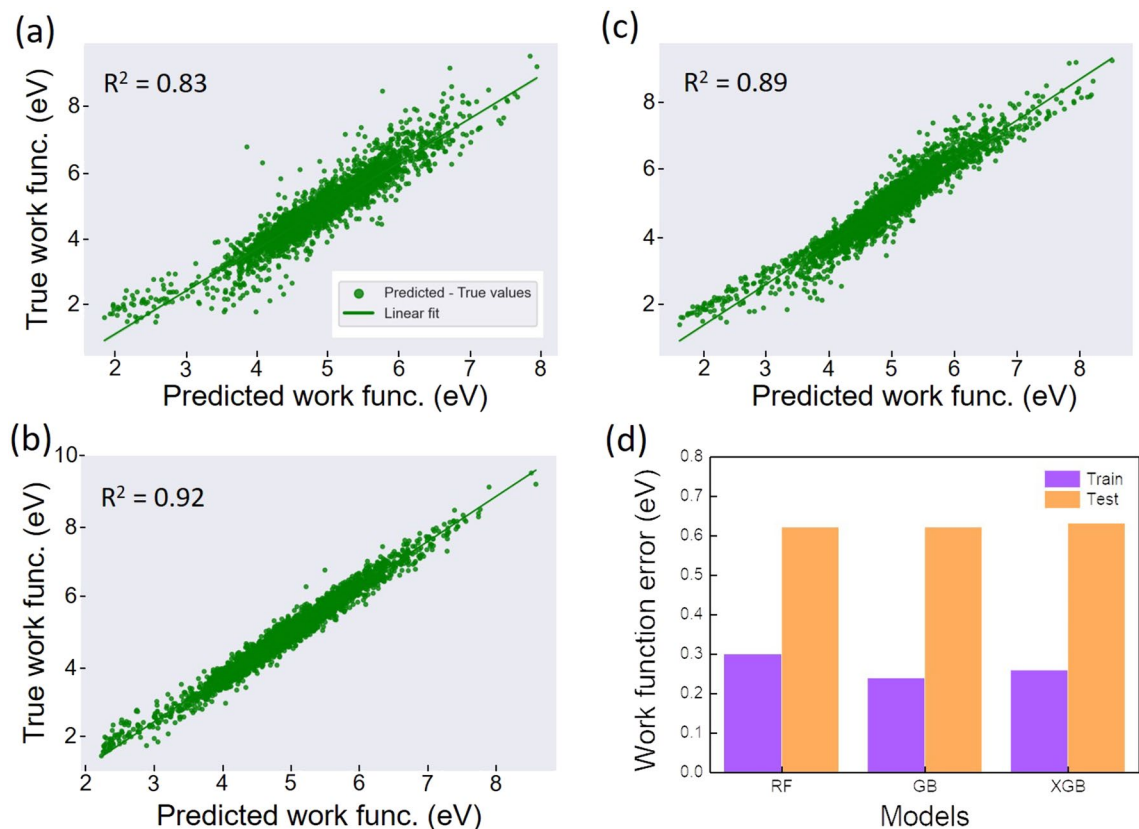 (a)
R² = 0.83
True work func. (eV)
8
6
4
2
Predicted - True values
Linear fit
2 3 4 5 6 7 8
Predicted work func. (eV)
(c)
R² = 0.89
8
6
4
2
2 3 4 5 6 7 8
Predicted work func. (eV)
(b)
R² = 0.92
True work func. (eV)
10
8
6
4
2
2 3 4 5 6 7 8
Predicted work func. (eV)
(d)
Work function error (eV)
0.8
0.7
0.6
0.5
0.4
0.3
0.2
0.1
0.0
Train
Test
RF GB XGB
Models